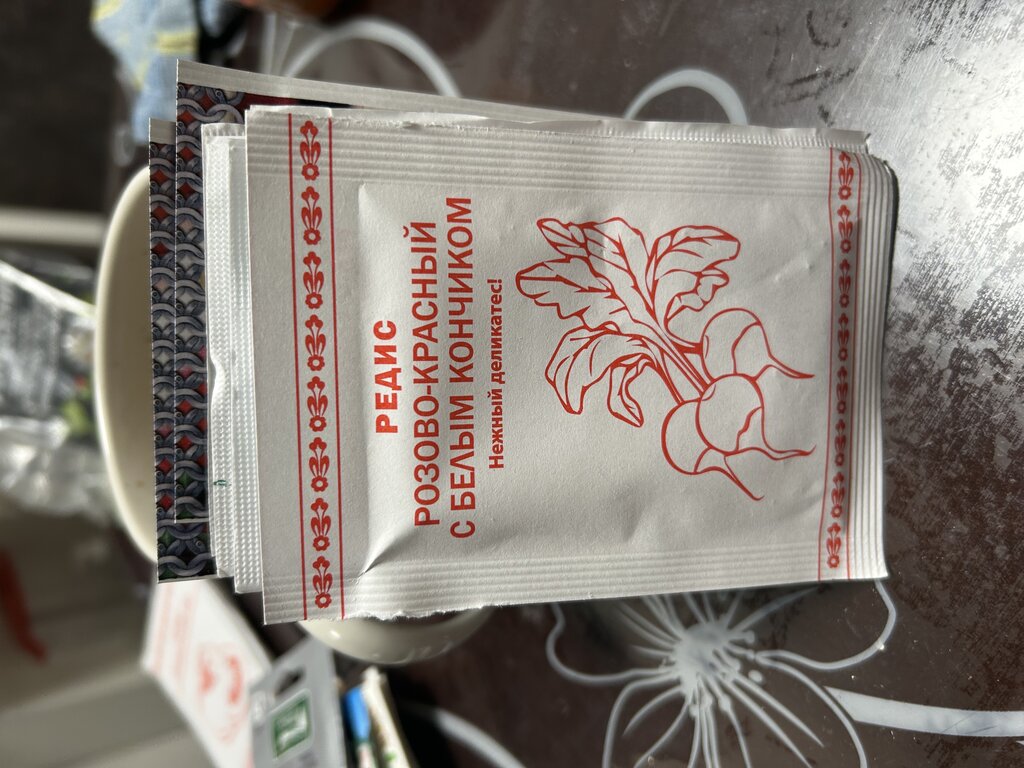 РЕДИС
РОЗОВО-КРАСНЫЙ
С БЕЛЫМ КОНЧИКОМ
Нежный деликатес!